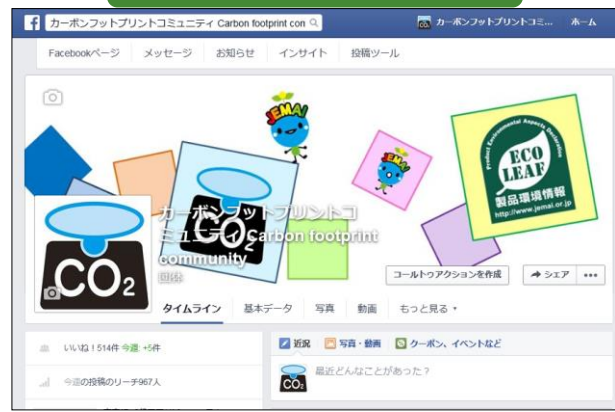 カーボンフットプリントコミュニティ Carbon footprint con
カーボンフットプリントコミ... ホーム
Facebookページ メッセージ お知らせ インサイト 投稿ツール
JEMAI
JEMAI
Product Environmental Aspects Declaration
ECO
LEAF
製品環境情報
http://www.jemai.or.jp
カーボンフットプリントコ
ミュニティ Carbon footprint
community
団体
CO2
CO2
コールトゥアクションを作成 シェア •••
タイムライン 基本データ 写真 動画 もっと見る
いいね！514件 今週: +5件
近況 写真・動画 クーポン、イベントなど
今週の投稿のリーチ967人
最近どんなことがあった？
CO2